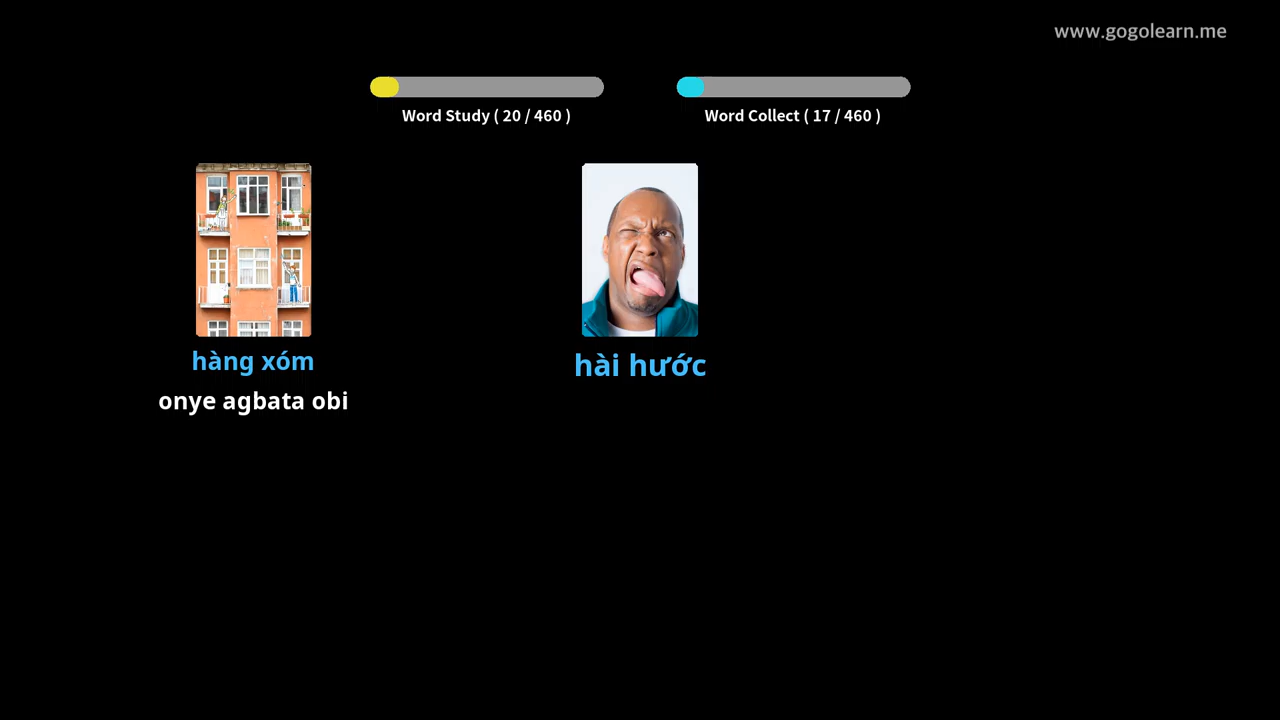 www.gogolearn.me
Word Study ( 20 / 460 )
Word Collect ( 17 / 460 )
hàng xóm
onye agbata obi
hài hước